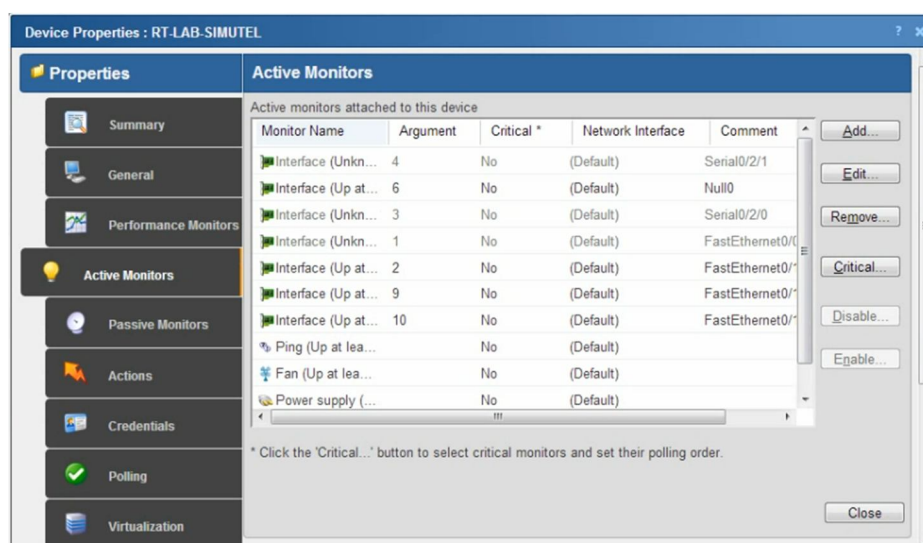 Device Properties : RT-LAB-SIMUTEL ? x
Properties
Summary
General
Performance Monitors
Active Monitors
Passive Monitors
Actions
Credentials
Polling
Virtualization
Active Monitors
Active monitors attached to this device
Monitor Name Argument Critical * Network Interface Comment
Interface (Unkn... 4 No (Default) Serial0/2/1
Interface (Up at... 6 No (Default) Null0
Interface (Unkn... 3 No (Default) Serial0/2/0
Interface (Unkn... 1 No (Default) FastEthernet0/0
Interface (Up at... 2 No (Default) FastEthernet0/1
Interface (Up at... 9 No (Default) FastEthernet0/1
Interface (Up at... 10 No (Default) FastEthernet0/1
Ping (Up at lea... No (Default)
Fan (Up at lea... No (Default)
Power supply (... No (Default)
* Click the 'Critical...' button to select critical monitors and set their polling order.
Add...
Edit...
Remove...
Critical...
Disable...
Enable...
Close